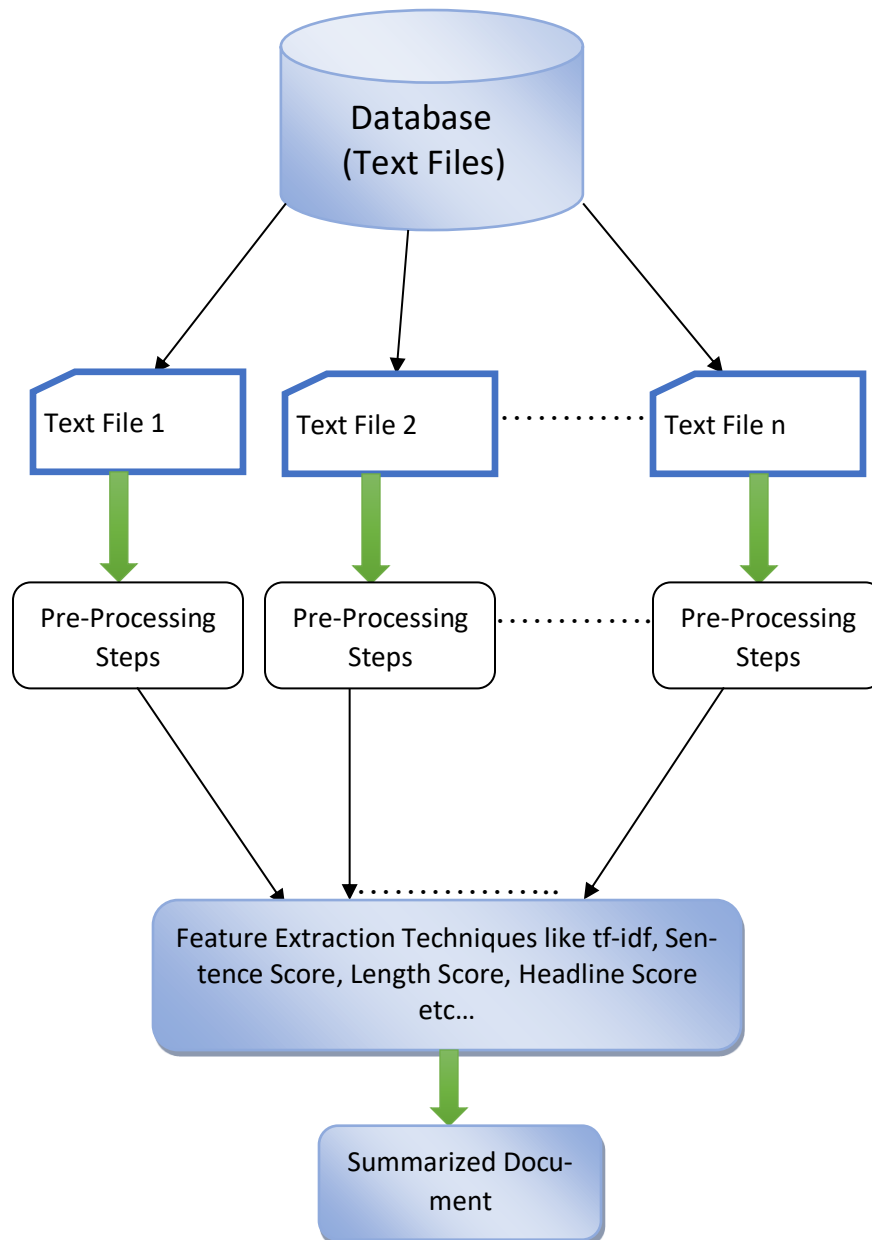 Database
(Text Files)
Text File 1
Text File 2
Text File n
Pre-Processing
Steps
Pre-Processing
Steps
Pre-Processing
Steps
Feature Extraction Techniques like tf-idf, Sen-
tence Score, Length Score, Headline Score
etc...
Summarized Docu-
ment